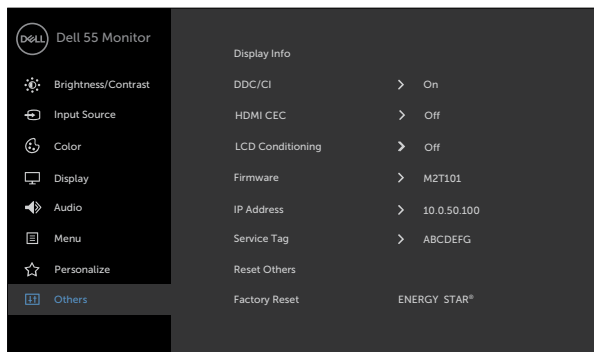 DELL Dell 55 Monitor
Display Info
Brightness/Contrast DDC/CI On
Input Source HDMI CEC Off
Color LCD Conditioning Off
Display Firmware M2T101
Audio IP Address 10.0.50.100
Menu Service Tag ABCDEFG
Personalize Reset Others
Others Factory Reset ENERGY STAR®